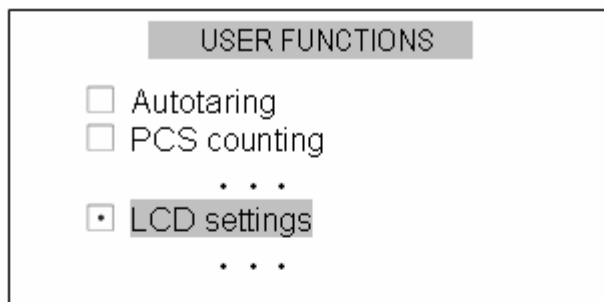 USER FUNCTIONS
Autotaring
PCS counting
. . .
LCD settings
. . .